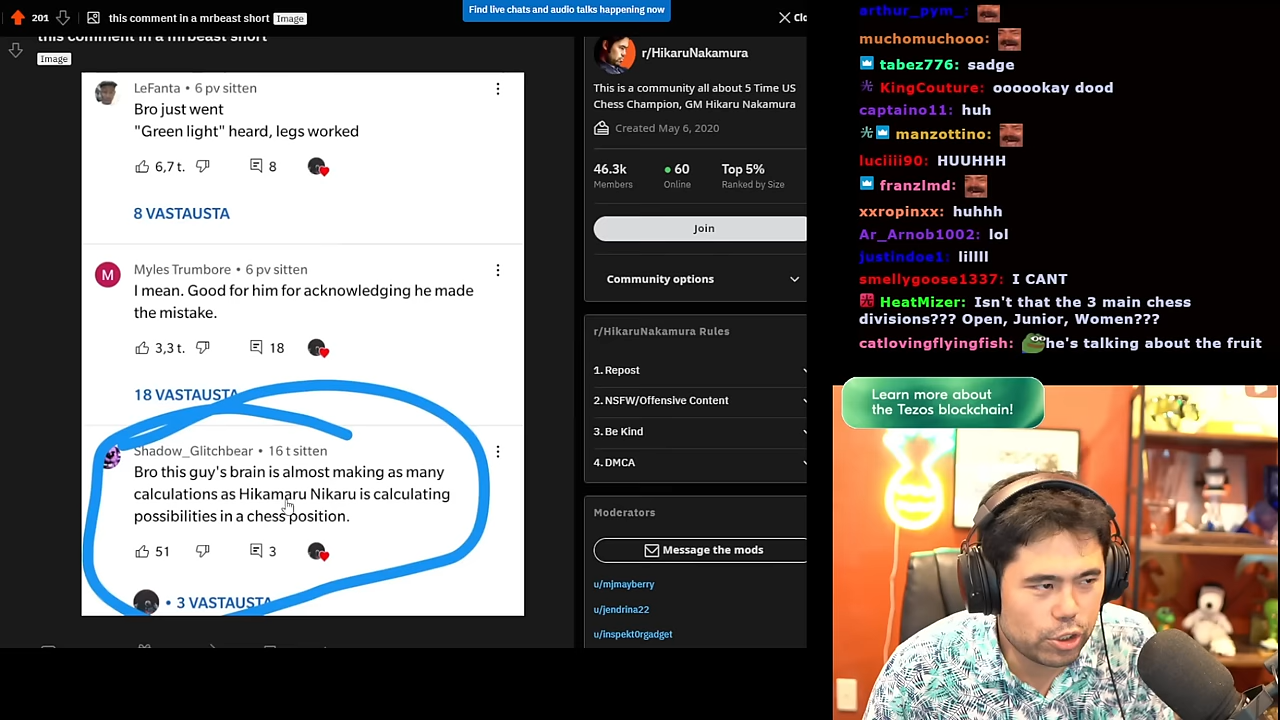 201
this comment in a mrbeast short
Image
Find live chats and audio talks happening now
Clo
this comment in a mrbeast short
Image
LeFanta • 6 pv sitten
Bro just went
"Green light" heard, legs worked
6,7 t.
8
8 VASTAUSTA
M
Myles Trumbore • 6 pv sitten
I mean. Good for him for acknowledging he made
the mistake.
3,3 t.
18
18 VASTAUSTA
Shadow_Glitchbear • 16 t sitten
Bro this guy's brain is almost making as many
calculations as Hikamaru Nikaru is calculating
possibilities in a chess position.
51
3
• 3 VASTAUSTA
r/HikaruNakamura
This is a community all about 5 Time US
Chess Champion, GM Hikaru Nakamura
Created May 6, 2020
46.3k 60 Top 5%
Members Online Ranked by Size
Join
Community options
r/HikaruNakamura Rules
1. Repost
2. NSFW/Offensive Content
3. Be Kind
4. DMCA
Moderators
Message the mods
u/mjmayberry
u/jendrina22
u/inspekt0rgadget
arthur_pym_:
muchomuchooo:
tabez776: sadge
光 KingCouture: oooookay dood
captaino11: huh
光 manzottino:
luciiii90: HUUHHH
franzlmd:
xxropinxx: huhhh
Ar_Arnob1002: lol
justindoe1: lillll
smellygoose1337: I CANT
光 HeatMizer: Isn't that the 3 main chess
divisions??? Open, Junior, Women???
catlovingflyingfish: he's talking about the fruit
Learn more about
the Tezos blockchain!